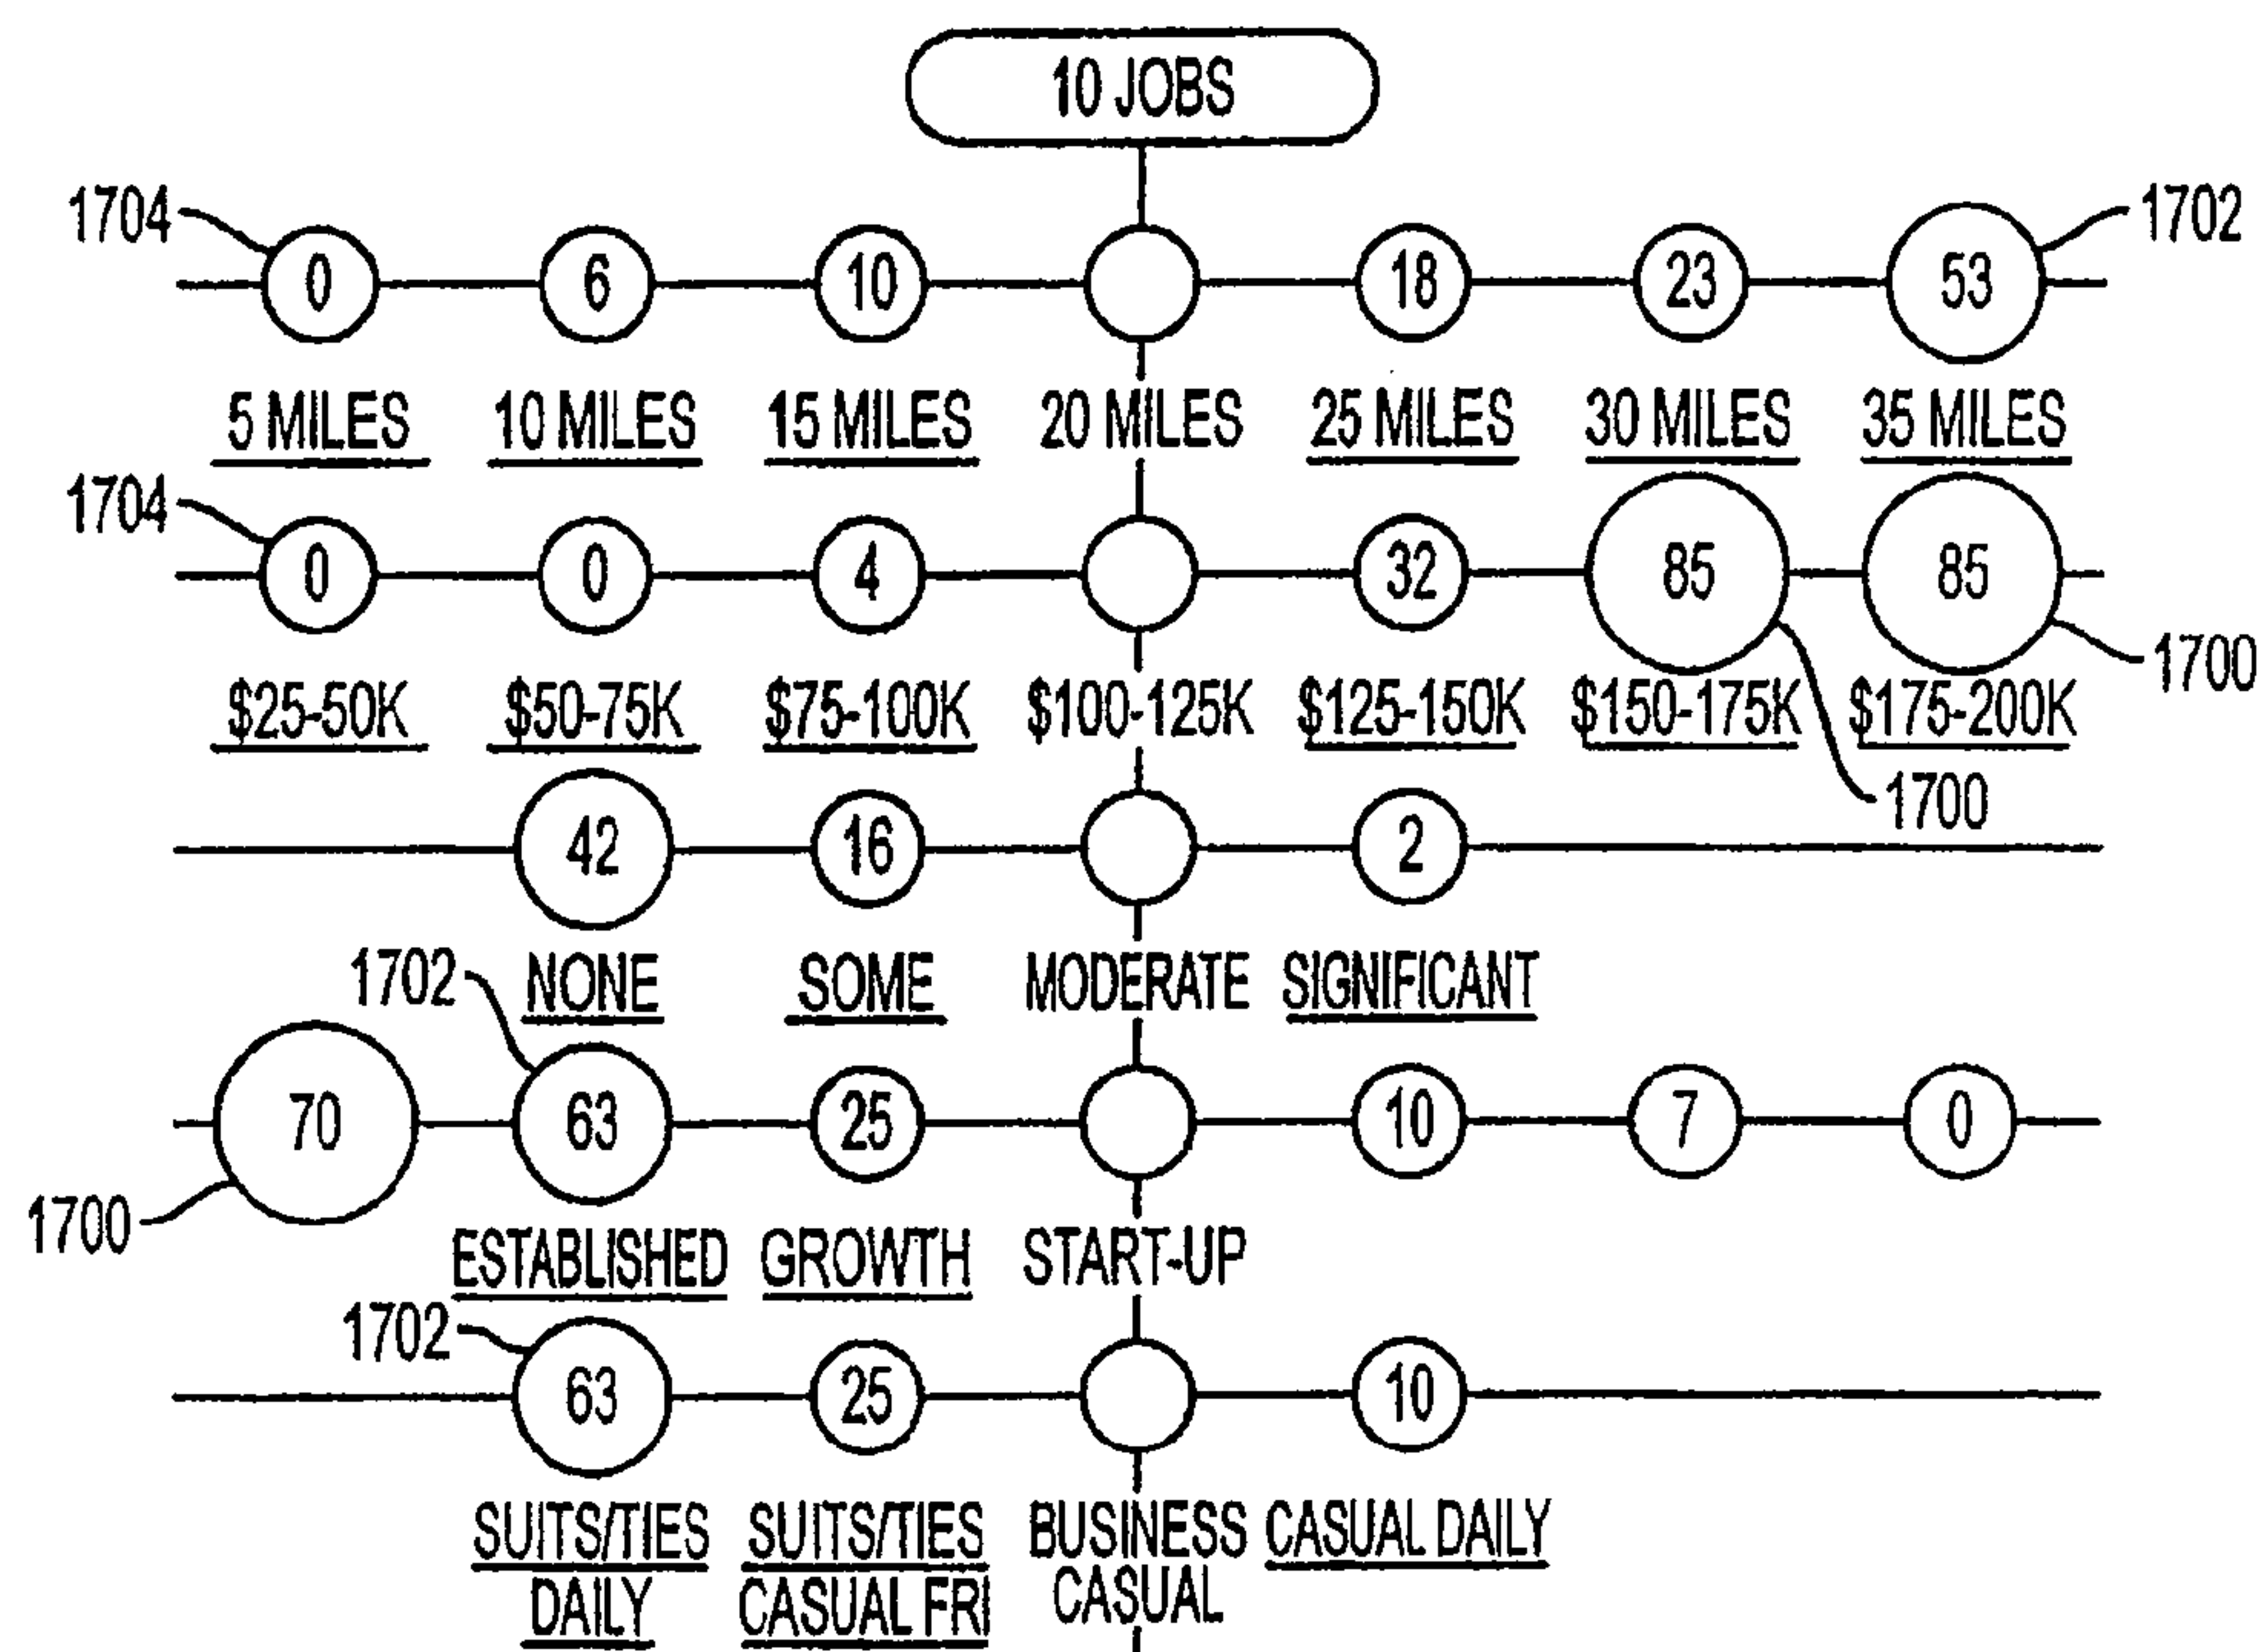 10 JOBS
1704 0 6 10 18 23 53 1702
5 MILES 10 MILES 15 MILES 20 MILES 25 MILES 30 MILES 35 MILES
1704 0 0 4 32 85 85 1700
$25-50K $50-75K $75-100K $100-125K $125-150K $150-175K $175-200K
1700
42 16 2
1702 NONE SOME MODERATE SIGNIFICANT
70 63 25 10 7 0
1700
ESTABLISHED GROWTH START-UP
1702 63 25 10
SUITS/TIES SUITS/TIES BUSINESS CASUAL DAILY
DAILY CASUAL FRI CASUAL